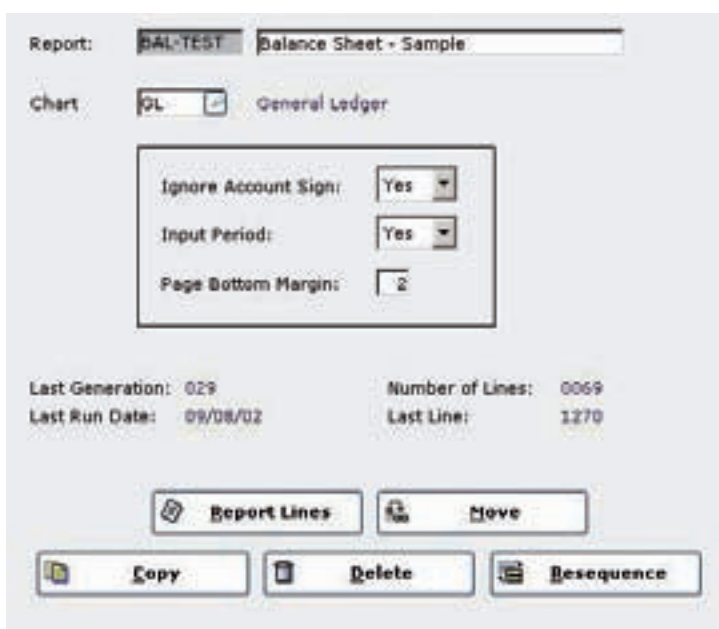 Report: BAL-TEST Balance Sheet - Sample
Chart GL General Ledger
Ignore Account Sign: Yes
Input Period: Yes
Page Bottom Margin: 2
Last Generation: 029 Number of Lines: 0069
Last Run Date: 09/08/02 Last Line: 1270
Report Lines Move
Copy Delete Resequence